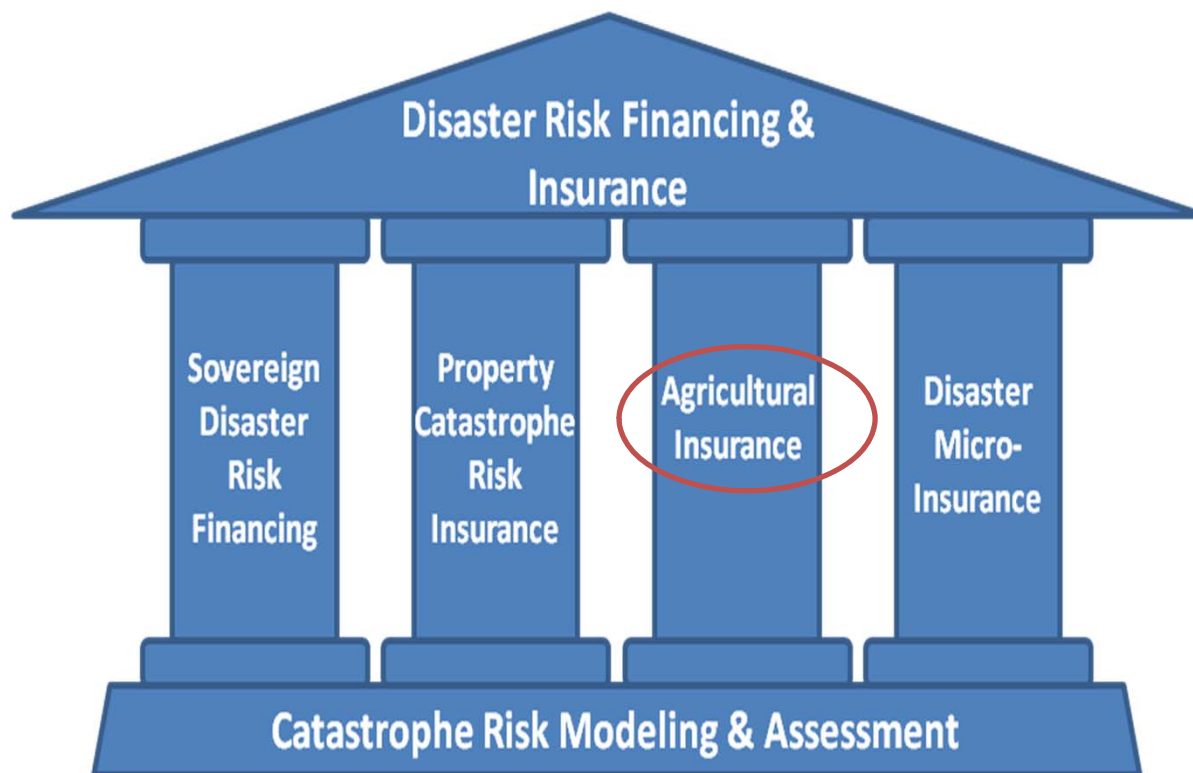 Disaster Risk Financing &
Insurance
Sovereign
Disaster
Risk
Financing
Property
Catastrophe
Risk
Insurance
Agricultural
Insurance
Disaster
Micro-
Insurance
Catastrophe Risk Modeling & Assessment